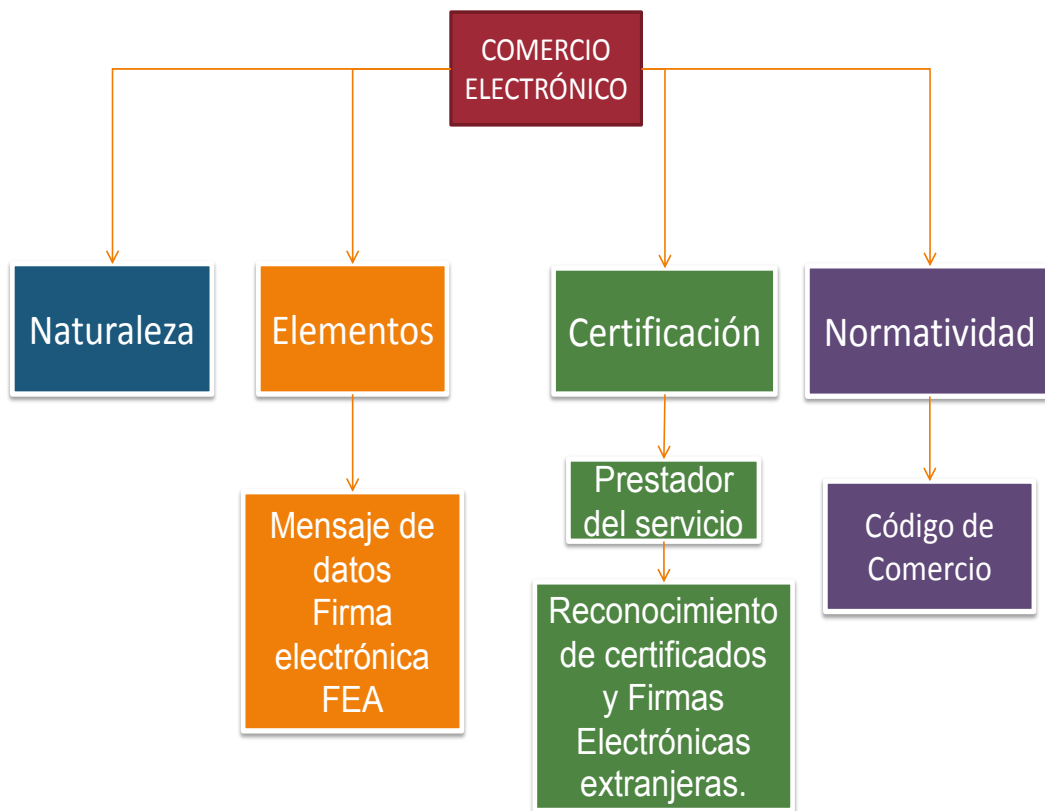 COMERCIO
ELECTRÓNICO
Naturaleza
Elementos
Certificación
Normatividad
Mensaje de
datos
Firma
electrónica
FEA
Prestador
del servicio
Reconocimiento
de certificados
y Firmas
Electrónicas
extranjeras.
Código de
Comercio